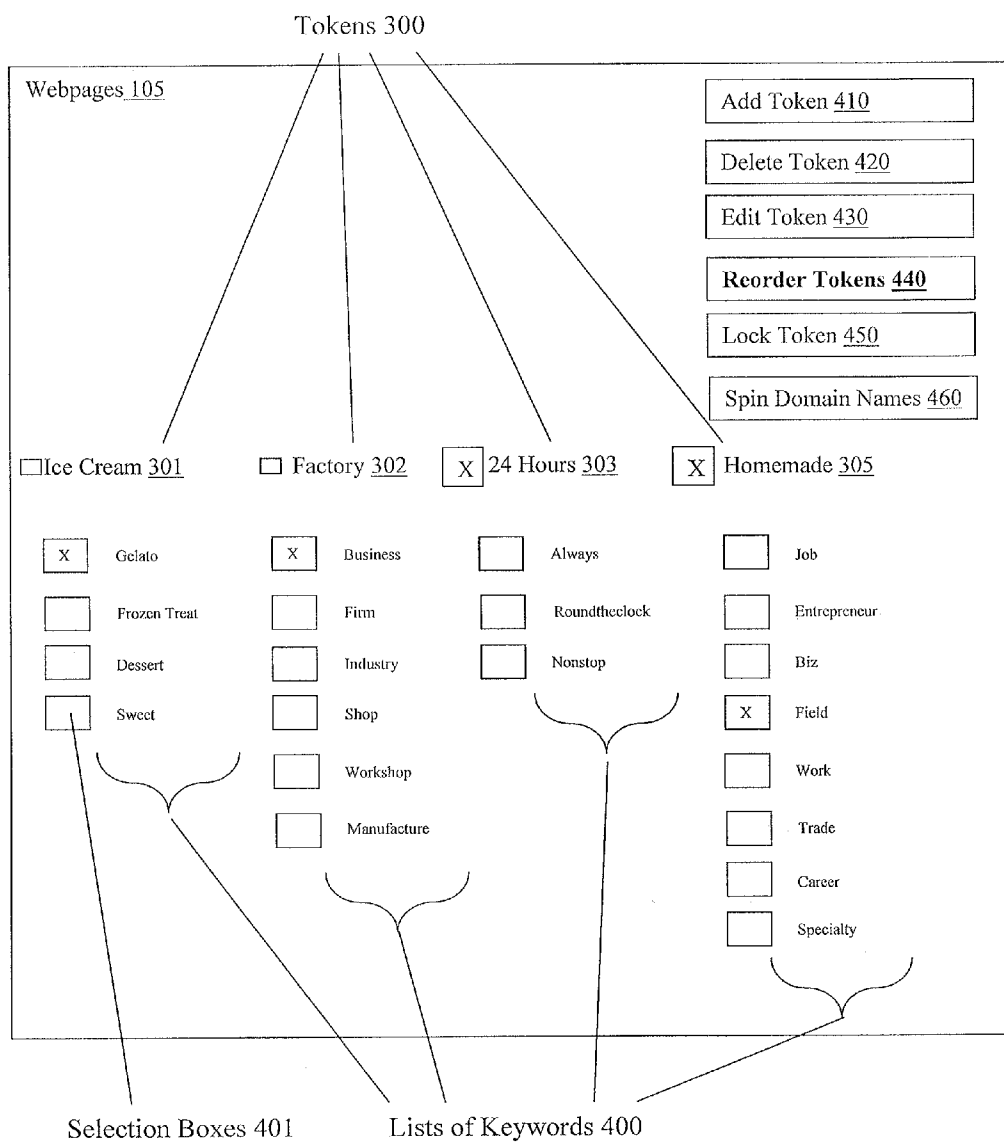 Tokens 300
Webpages 105
Add Token 410
Delete Token 420
Edit Token 430
Reorder Tokens 440
Lock Token 450
Spin Domain Names 460
Ice Cream 301 Factory 302 X 24 Hours 303 X Homemade 305
X Gelato X Business Always Job
Frozen Treat Firm Roundtheclock Entrepreneur
Dessert Industry Nonstop Biz
Sweet Shop X Field
Workshop Work
Manufacture Trade
Career
Specialty
Selection Boxes 401 Lists of Keywords 400